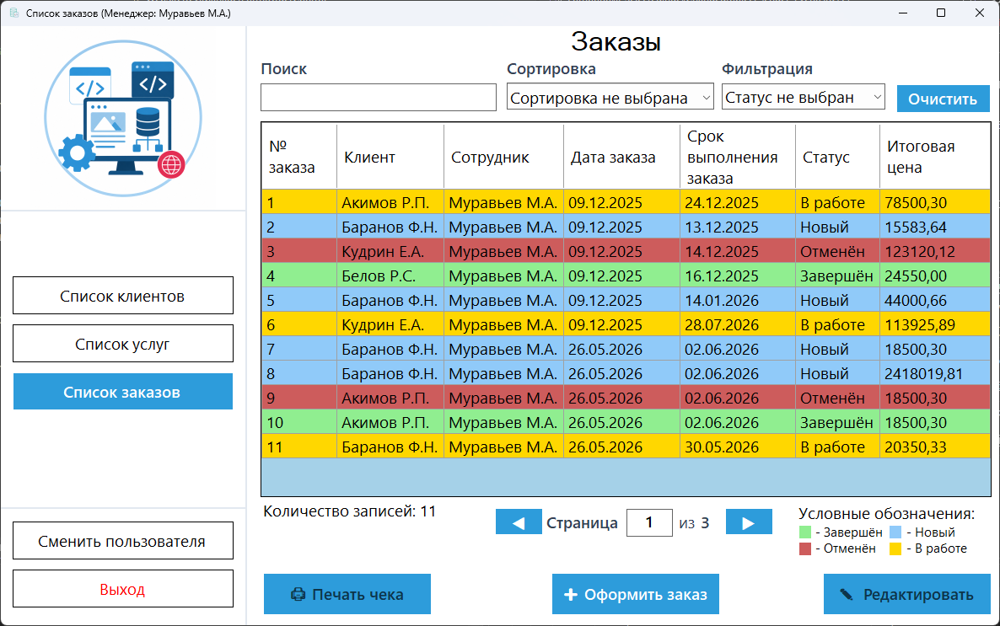 Список заказов (Менеджер: Муравьев М.А.)
Заказы
Поиск Сортировка Фильтрация
Сортировка не выбрана Статус не выбран Очистить
№ заказа Клиент Сотрудник Дата заказа Срок выполнения заказа Статус Итоговая цена
1 Акимов Р.П. Муравьев М.А. 09.12.2025 24.12.2025 В работе 78500,30
2 Баранов Ф.Н. Муравьев М.А. 09.12.2025 13.12.2025 Новый 15583,64
3 Кудрин Е.А. Муравьев М.А. 09.12.2025 14.12.2025 Отменён 123120,12
4 Белов Р.С. Муравьев М.А. 09.12.2025 16.12.2025 Завершён 24550,00
5 Баранов Ф.Н. Муравьев М.А. 09.12.2025 14.01.2026 Новый 44000,66
6 Кудрин Е.А. Муравьев М.А. 09.12.2025 28.07.2026 В работе 113925,89
7 Баранов Ф.Н. Муравьев М.А. 26.05.2026 02.06.2026 Новый 18500,30
8 Баранов Ф.Н. Муравьев М.А. 26.05.2026 02.06.2026 Новый 2418019,81
9 Акимов Р.П. Муравьев М.А. 26.05.2026 02.06.2026 Отменён 18500,30
10 Акимов Р.П. Муравьев М.А. 26.05.2026 02.06.2026 Завершён 18500,30
11 Баранов Ф.Н. Муравьев М.А. 26.05.2026 30.05.2026 В работе 20350,33
Список клиентов
Список услуг
Список заказов
Сменить пользователя
Выход
Количество записей: 11
Страница 1 из 3
Условные обозначения:
- Завершён - Новый
- Отменён - В работе
Печать чека
Оформить заказ
Редактировать